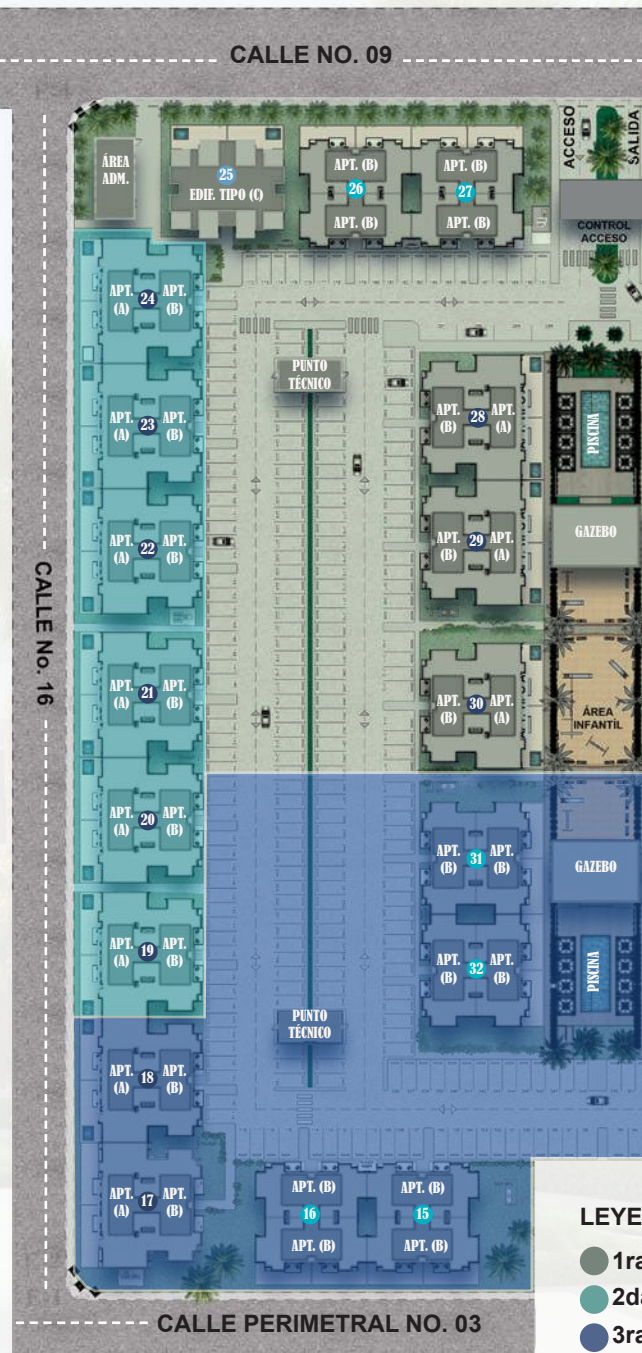 CALLE NO. 09
ÁREA
ADM.
25
EDIF. TIPO (C)
APT. (B)
26
APT. (B)
APT. (B)
27
APT. (B)
ACCESO
SALIDA
CONTROL
ACCESO
APT.
(A)
24
APT.
(B)
APT.
(A)
23
APT.
(B)
APT.
(A)
22
APT.
(B)
APT.
(A)
21
APT.
(B)
APT.
(A)
20
APT.
(B)
APT.
(A)
19
APT.
(B)
APT.
(A)
18
APT.
(B)
APT.
(A)
17
APT.
(B)
CALLE No. 16
PUNTO
TÉCNICO
APT.
(B)
28
APT.
(A)
APT.
(B)
29
APT.
(A)
APT.
(B)
30
APT.
(A)
APT.
(B)
31
APT.
(B)
APT.
(B)
32
APT.
(B)
PISCINA
GAZEBO
ÁREA
INFANTÍL
GAZEBO
PISCINA
PUNTO
TÉCNICO
APT. (B)
16
APT. (B)
APT. (B)
15
APT. (B)
LEYE
1ra
2da
3ra
CALLE PERIMETRAL NO. 03